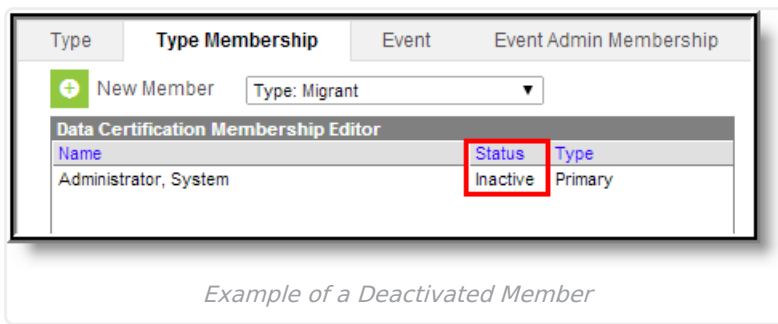 Type Type Membership Event Event Admin Membership
New Member Type: Migrant
Data Certification Membership Editor
Name Status Type
Administrator, System Inactive Primary
Example of a Deactivated Member